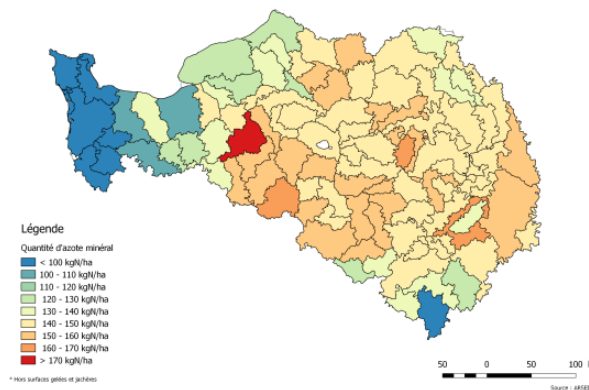 Légende
Quantité d'azote minéral
< 100 kgN/ha
100 - 110 kgN/ha
110 - 120 kgN/ha
120 - 130 kgN/ha
130 - 140 kgN/ha
140 - 150 kgN/ha
150 - 160 kgN/ha
160 - 170 kgN/ha
> 170 kgN/ha
* Hors surfaces gelées et jachères
50 0 50 100
Source : ARSEI